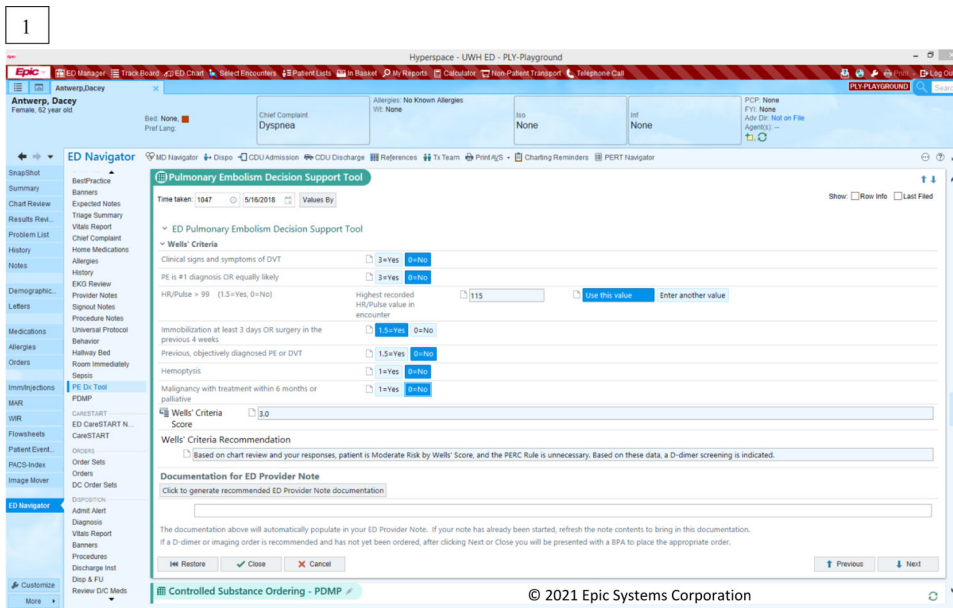 1
Hyperspace - UWH ED - PLY-Playground
Epic ED Manager Track Board ED Chart Select Encounters Patient Lists In Basket My Reports Calculator Non-Patient Transport Telephone Call Print Log Ou
Antwerp,Dacey PLY-PLAYGROUND Searc
Antwerp, Dacey
Female, 62 year old
Bed: None,
Pref Lang:
Chief Complaint
Dyspnea
Allergies: No Known Allergies
Wt: None
Iso
None
Inf
None
PCP: None
FYI: None
Adv Dir: Not on File
Agent(s): --
ED Navigator MD Navigator Dispo CDU Admission CDU Discharge References Tx Team Print AVS Charting Reminders PERT Navigator
SnapShot
Summary
Chart Review
Results Revi...
Problem List
History
Notes
Demographic...
Letters
Medications
Allergies
Orders
Imm/Injections
MAR
WIR
Flowsheets
Patient Event...
PACS-Index
Image Mover
ED Navigator
Customize
More
BestPractice
Banners
Expected Notes
Triage Summary
Vitals Report
Chief Complaint
Home Medications
Allergies
History
EKG Review
Provider Notes
Signout Notes
Procedure Notes
Universal Protocol
Behavior
Hallway Bed
Room Immediately
Sepsis
PE Dx Tool
PDMP
CARESTART
ED CareSTART N...
CareSTART
ORDERS
Order Sets
Orders
DC Order Sets
DISPOSITION
Admit Alert
Diagnosis
Vitals Report
Banners
Procedures
Discharge Inst
Disp & FU
Review D/C Meds
Pulmonary Embolism Decision Support Tool
Time taken: 1047 5/16/2018 Values By Show: Row Info Last Filed
ED Pulmonary Embolism Decision Support Tool
Wells' Criteria
Clinical signs and symptoms of DVT 3=Yes 0=No
PE is #1 diagnosis OR equally likely 3=Yes 0=No
HR/Pulse > 99 (1.5=Yes, 0=No) Highest recorded HR/Pulse value in encounter 115 Use this value Enter another value
Immobilization at least 3 days OR surgery in the previous 4 weeks 1.5=Yes 0=No
Previous, objectively diagnosed PE or DVT 1.5=Yes 0=No
Hemoptysis 1=Yes 0=No
Malignancy with treatment within 6 months or palliative 1=Yes 0=No
Wells' Criteria Score 3.0
Wells' Criteria Recommendation
Based on chart review and your responses, patient is Moderate Risk by Wells' Score, and the PERC Rule is unnecessary. Based on these data, a D-dimer screening is indicated.
Documentation for ED Provider Note
Click to generate recommended ED Provider Note documentation
The documentation above will automatically populate in your ED Provider Note. If your note has already been started, refresh the note contents to bring in this documentation.
If a D-dimer or imaging order is recommended and has not yet been ordered, after clicking Next or Close you will be presented with a BPA to place the appropriate order.
Restore Close Cancel Previous Next
Controlled Substance Ordering - PDMP
© 2021 Epic Systems Corporation